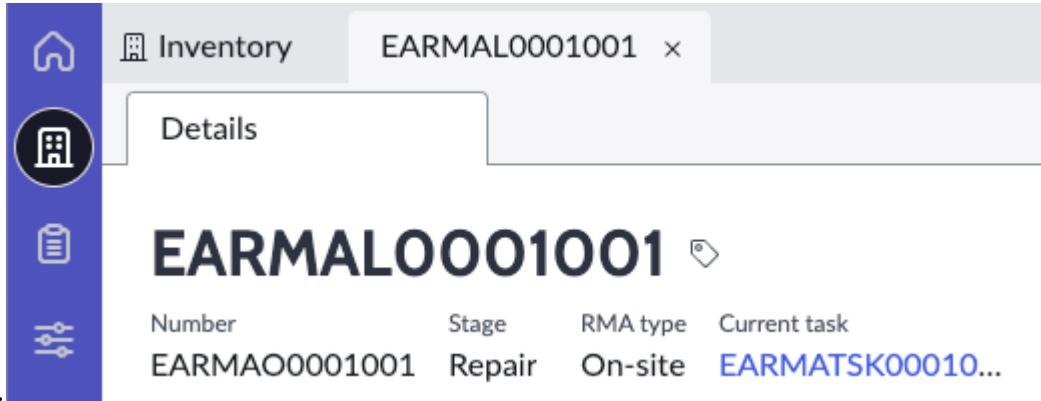 Inventory
EARMAL0001001 ×
Details
EARMAL0001001
Number Stage RMA type Current task
EARMAO0001001 Repair On-site EARMATSK00010...